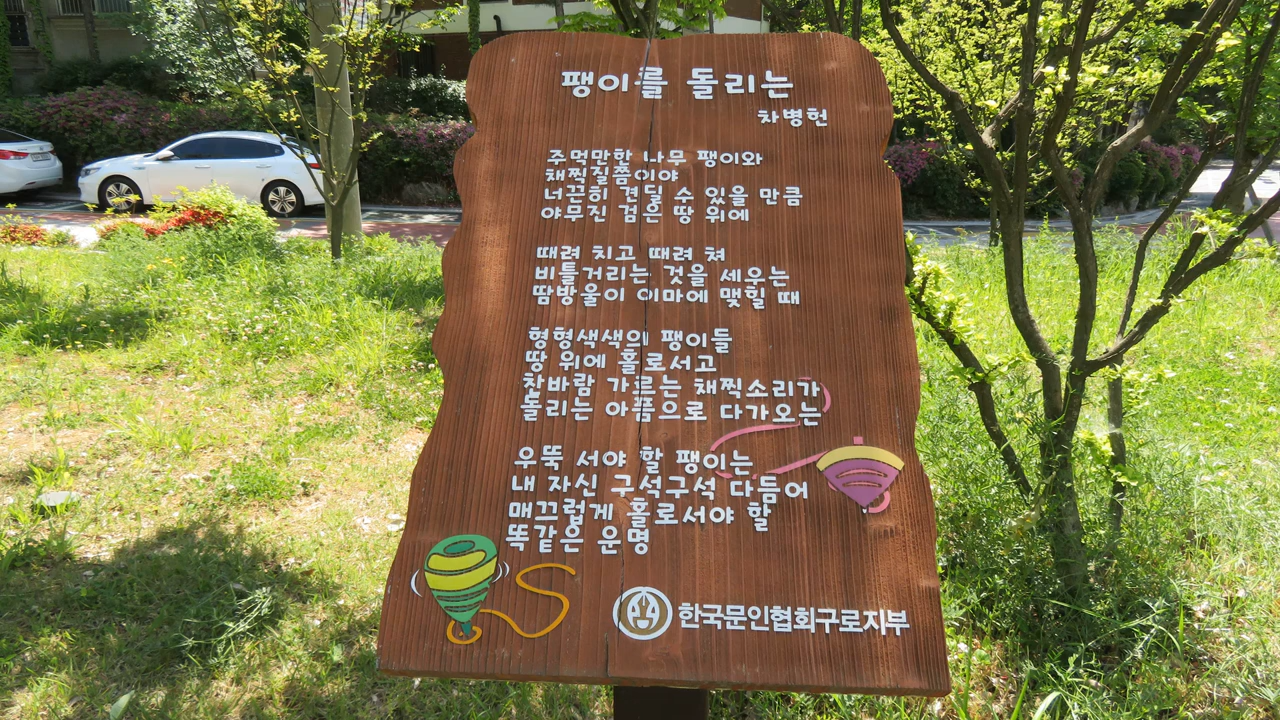 팽이를 돌리는
차병헌
주먹만한 나무 팽이와
채찍질쯤이야
너끈히 견딜 수 있을 만큼
야무진 검은 땅 위에
때려 치고 때려 쳐
비틀거리는 것을 세우는
땀방울이 이마에 맺힐 때
형형색색의 팽이들
땅 위에 홀로서고
찬바람 가르는 채찍소리가
돌리는 아픔으로 다가오는
우뚝 서야 할 팽이는
내 자신 구석구석 다듬어
매끄럽게 홀로서야 할
똑같은 운명
한국문인협회구로지부